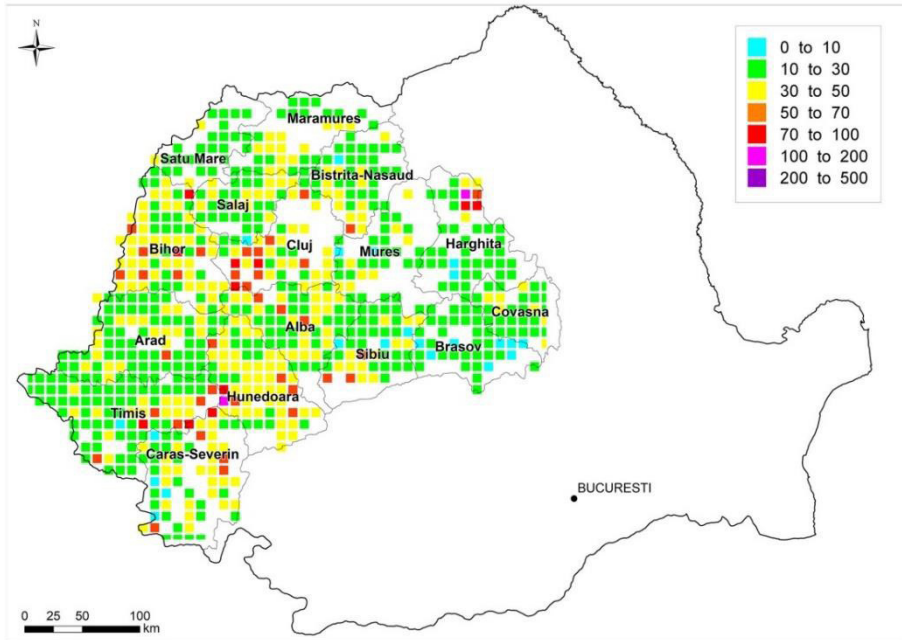 N
0 to 10
10 to 30
30 to 50
50 to 70
70 to 100
100 to 200
200 to 500
Maramures
Satu Mare
Bistrita-Nasaud
Salaj
Bihor
Cluj
Mures
Harghita
Covasna
Alba
Arad
Sibiu
Brasov
Hunedoara
Timis
Caras-Severin
BUCURESTI
0 25 50 100
km